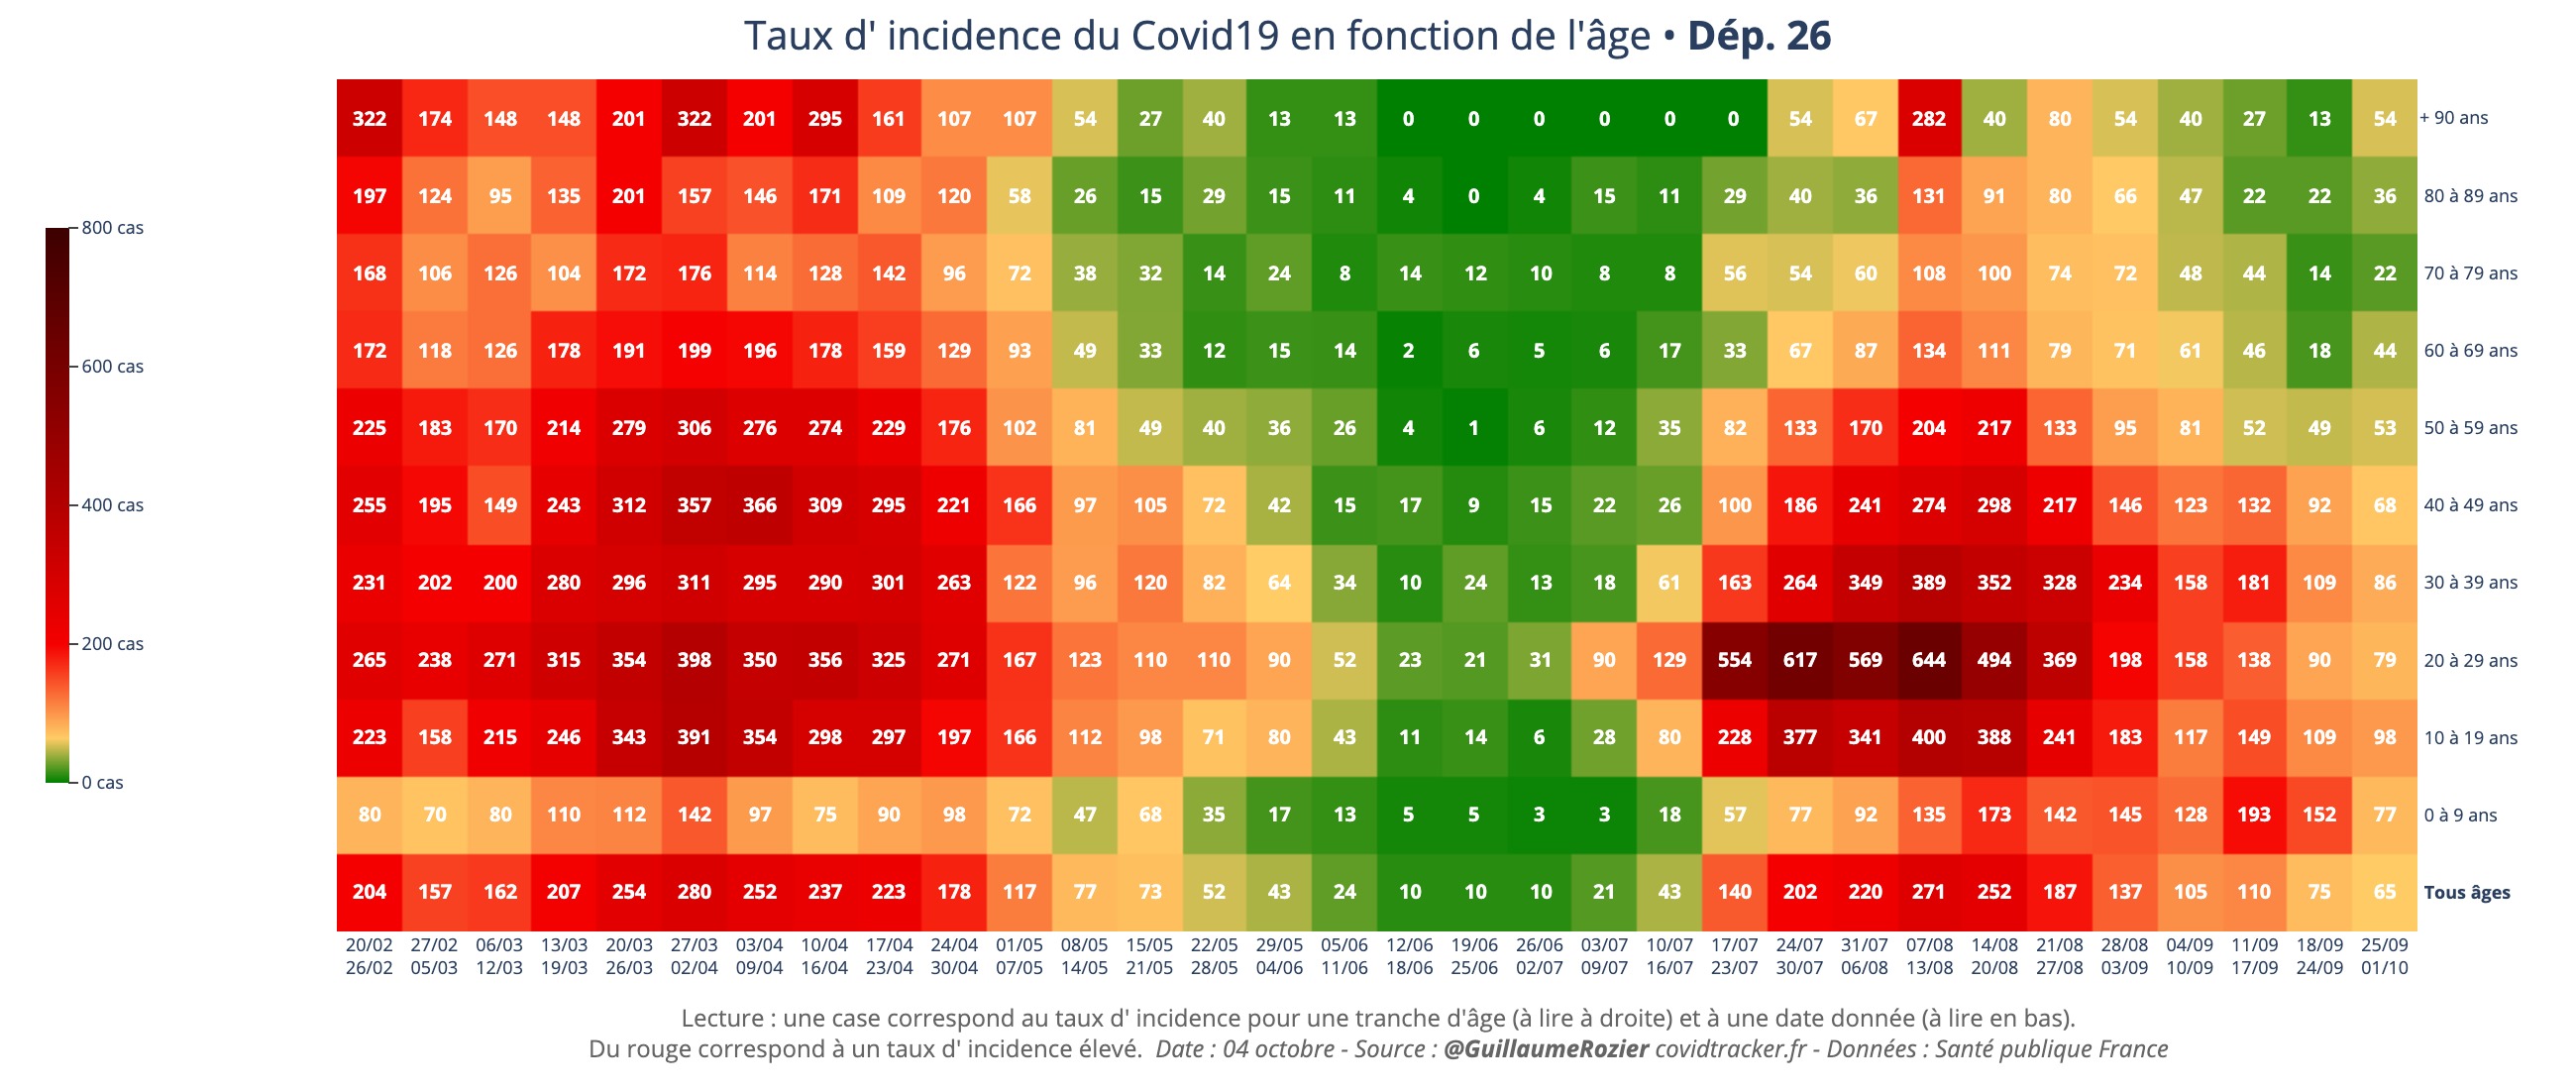 Taux d' incidence du Covid19 en fonction de l'âge • Dép. 26
800 cas
600 cas
400 cas
200 cas
0 cas
322 174 148 148 201 322 201 295 161 107 107 54 27 40 13 13 0 0 0 0 0 0 54 67 282 40 80 54 40 27 13 54 + 90 ans
197 124 95 135 201 157 146 171 109 120 58 26 15 29 15 11 4 0 4 15 11 29 40 36 131 91 80 66 47 22 22 36 80 à 89 ans
168 106 126 104 172 176 114 128 142 96 72 38 32 14 24 8 14 12 10 8 8 56 54 60 108 100 74 72 48 44 14 22 70 à 79 ans
172 118 126 178 191 199 196 178 159 129 93 49 33 12 15 14 2 6 5 6 17 33 67 87 134 111 79 71 61 46 18 44 60 à 69 ans
225 183 170 214 279 306 276 274 229 176 102 81 49 40 36 26 4 1 6 12 35 82 133 170 204 217 133 95 81 52 49 53 50 à 59 ans
255 195 149 243 312 357 366 309 295 221 166 97 105 72 42 15 17 9 15 22 26 100 186 241 274 298 217 146 123 132 92 68 40 à 49 ans
231 202 200 280 296 311 295 290 301 263 122 96 120 82 64 34 10 24 13 18 61 163 264 349 389 352 328 234 158 181 109 86 30 à 39 ans
265 238 271 315 354 398 350 356 325 271 167 123 110 110 90 52 23 21 31 90 129 554 617 569 644 494 369 198 158 138 90 79 20 à 29 ans
223 158 215 246 343 391 354 298 297 197 166 112 98 71 80 43 11 14 6 28 80 228 377 341 400 388 241 183 117 149 109 98 10 à 19 ans
80 70 80 110 112 142 97 75 90 98 72 47 68 35 17 13 5 5 3 3 18 57 77 92 135 173 142 145 128 193 152 77 0 à 9 ans
204 157 162 207 254 280 252 237 223 178 117 77 73 52 43 24 10 10 10 21 43 140 202 220 271 252 187 137 105 110 75 65 Tous âges
20/02 27/02 06/03 13/03 20/03 27/03 03/04 10/04 17/04 24/04 01/05 08/05 15/05 22/05 29/05 05/06 12/06 19/06 26/06 03/07 10/07 17/07 24/07 31/07 07/08 14/08 21/08 28/08 04/09 11/09 18/09 25/09
26/02 05/03 12/03 19/03 26/03 02/04 09/04 16/04 23/04 30/04 07/05 14/05 21/05 28/05 04/06 11/06 18/06 25/06 02/07 09/07 16/07 23/07 30/07 06/08 13/08 20/08 27/08 03/09 10/09 17/09 24/09 01/10
Lecture : une case correspond au taux d' incidence pour une tranche d'âge (à lire à droite) et à une date donnée (à lire en bas).
Du rouge correspond à un taux d' incidence élevé. Date : 04 octobre - Source : @GuillaumeRozier covidtracker.fr - Données : Santé publique France